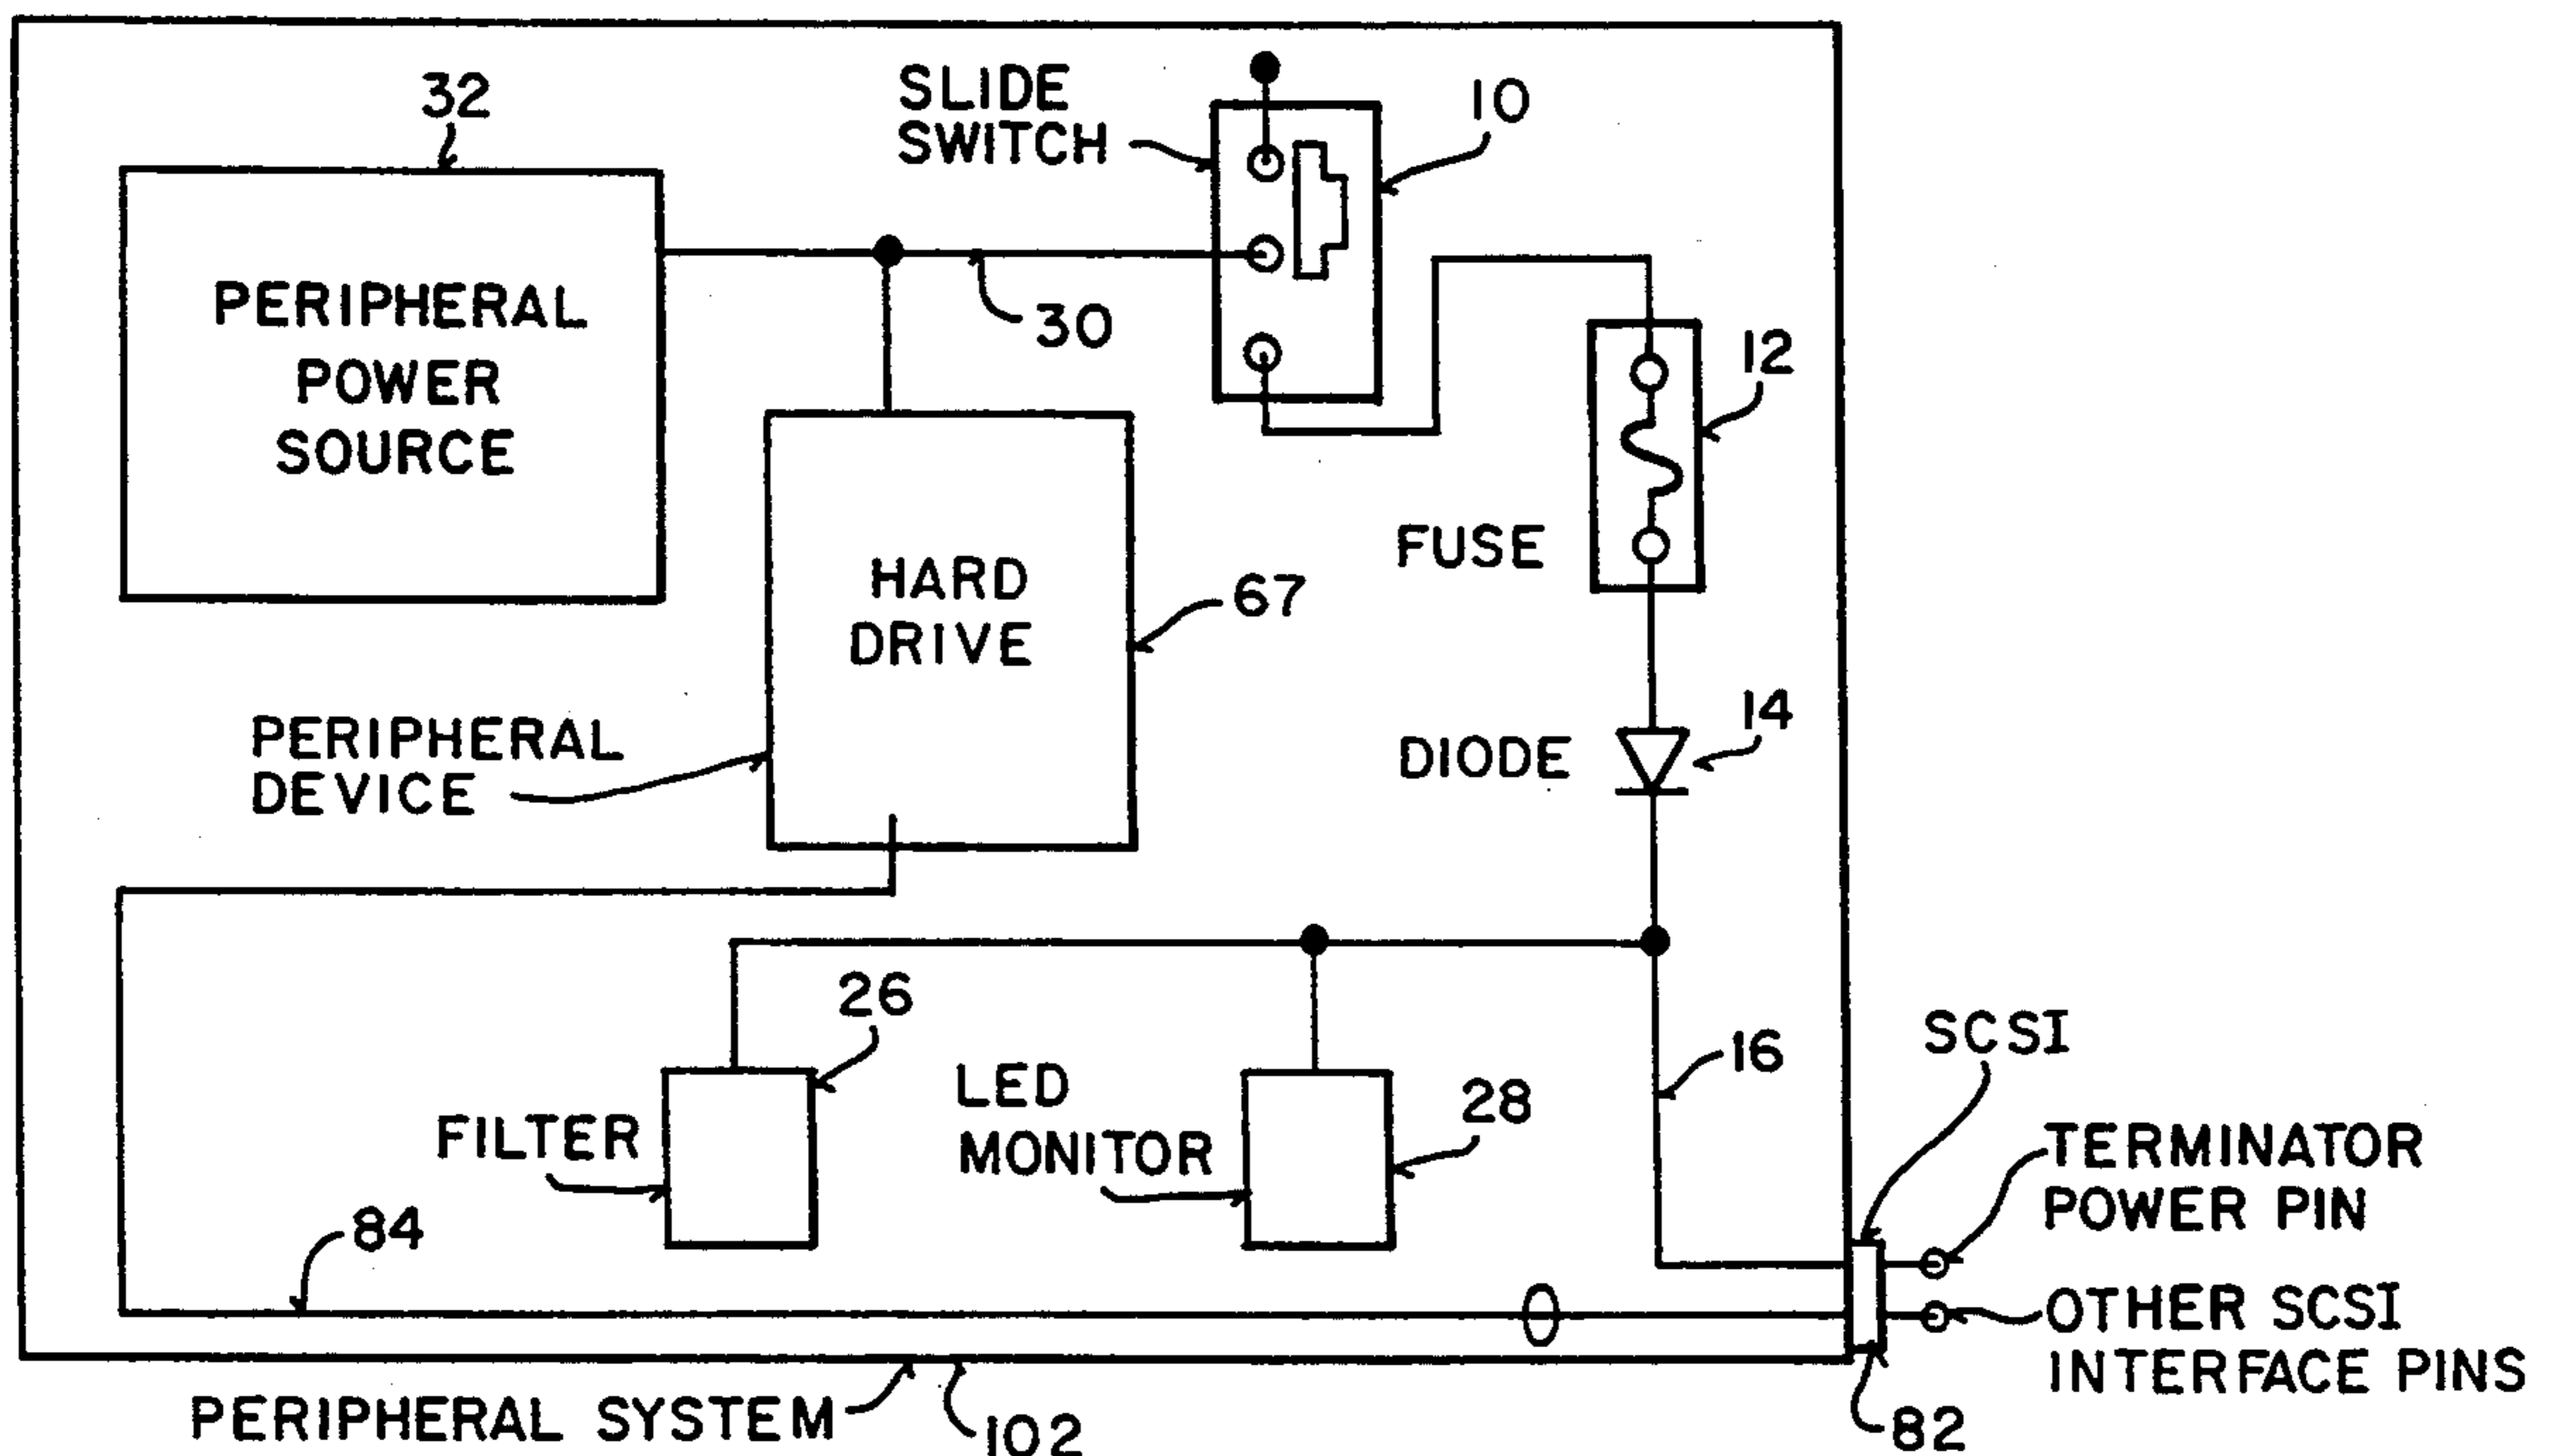 32
SLIDE
SWITCH
10
PERIPHERAL
POWER
SOURCE
30
12
HARD
DRIVE
67
FUSE
14
DIODE
PERIPHERAL
DEVICE
26
FILTER
LED
MONITOR
28
16
SCSI
TERMINATOR
POWER PIN
84
OTHER SCSI
INTERFACE PINS
82
PERIPHERAL SYSTEM
102